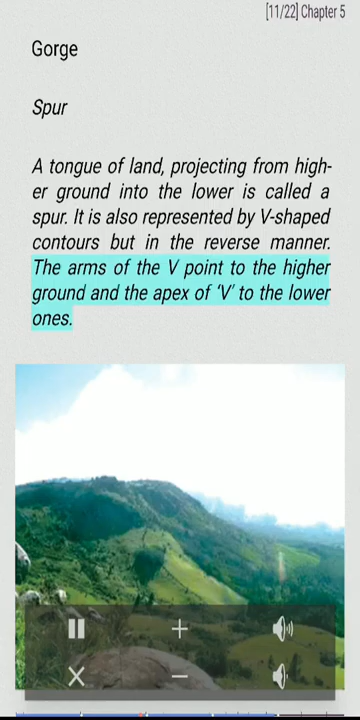 [11/22] Chapter 5
Gorge
Spur
A tongue of land, projecting from high-
er ground into the lower is called a
spur. It is also represented by V-shaped
contours but in the reverse manner.
The arms of the V point to the higher
ground and the apex of ‘V’ to the lower
ones.